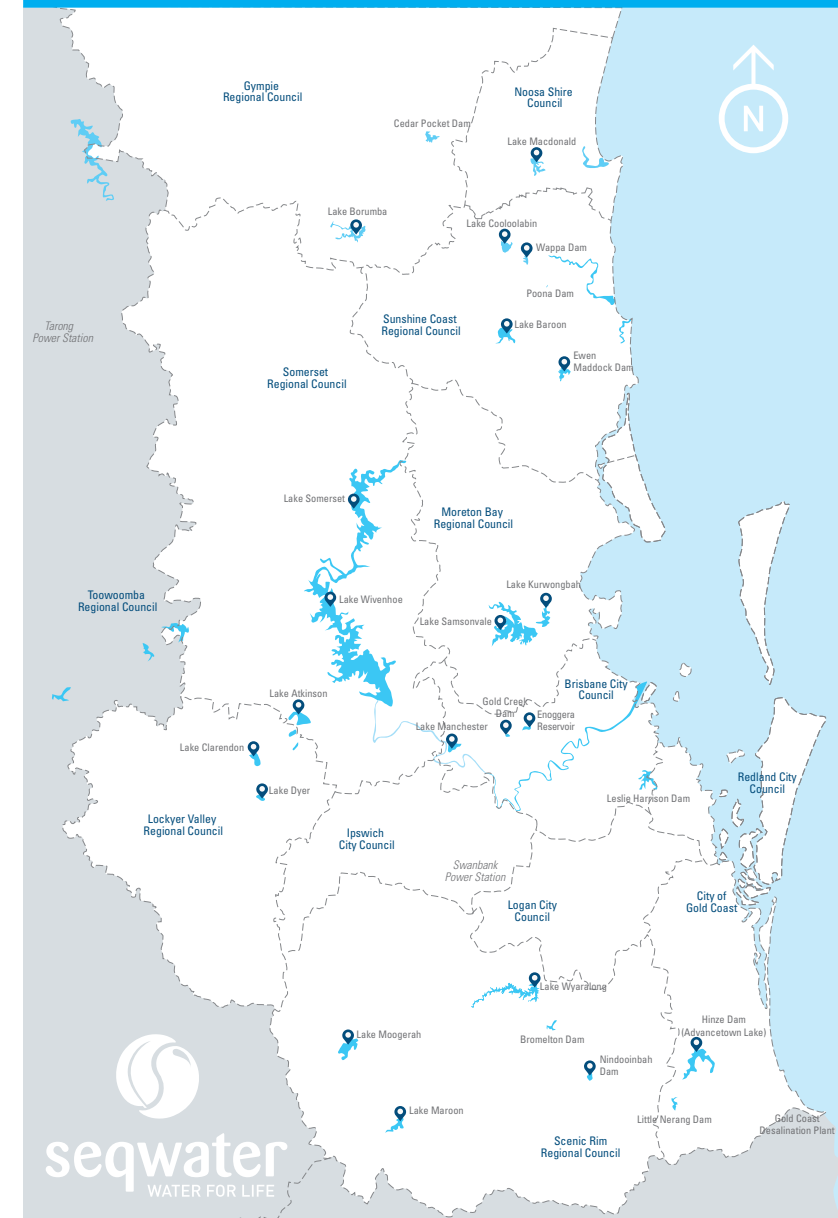 Gympie
Regional Council
Noosa Shire
Council
N
Cedar Pocket Dam
Lake Macdonald
Lake Borumba
Lake Cooloolabin
Wappa Dam
Poona Dam
Tarong
Power Station
Sunshine Coast
Regional Council
Lake Baroon
Ewen
Maddock Dam
Somerset
Regional Council
Lake Somerset
Moreton Bay
Regional Council
Toowoomba
Regional Council
Lake Wivenhoe
Lake Kurwongbah
Lake Samsonvale
Brisbane City
Council
Lake Atkinson
Gold Creek
Dam
Enoggera
Reservoir
Lake Manchester
Lake Clarendon
Lake Dyer
Leslie Harrison Dam
Redland City
Council
Lockyer Valley
Regional Council
Ipswich
City Council
Swanbank
Power Station
Logan City
Council
City of
Gold Coast
Lake Wyaralong
Bromelton Dam
Lake Moogerah
Hinze Dam
(Advancetown Lake)
Nindooinbah
Dam
Lake Maroon
Little Nerang Dam
Gold Coast
Desalination Plant
Scenic Rim
Regional Council
seqwater
WATER FOR LIFE